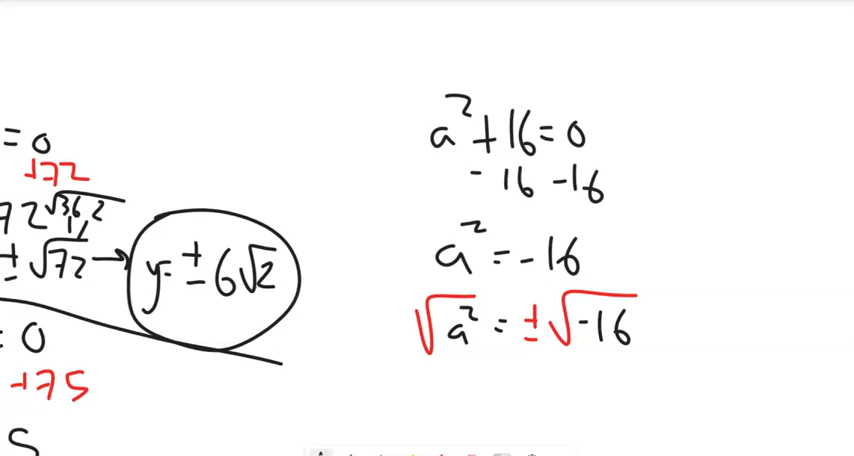 = 0
+72
72 √36 2
± √72 → y = ± 6√2
= 0
+75
a² + 16 = 0
- 16 - 16
a² = -16
√a² = ± √-16